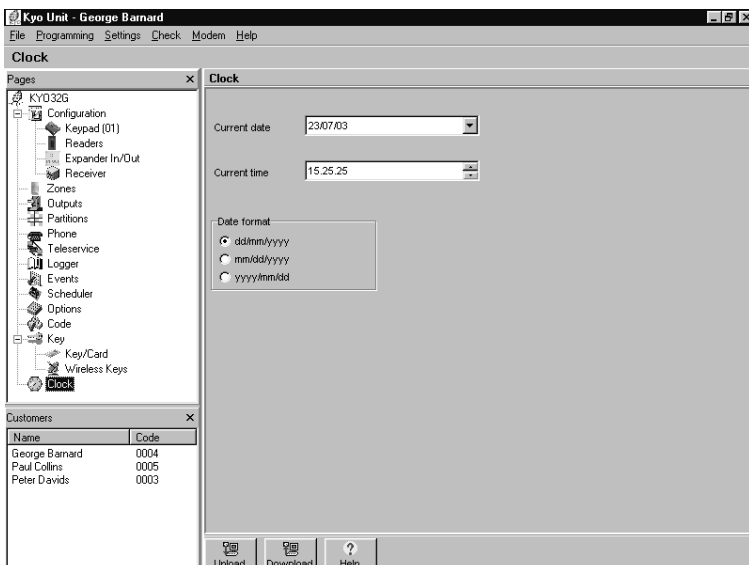 Kyo Unit - George Barnard
File Programming Settings Check Modem Help
Clock
Pages
KYO32G
Configuration
Keypad (01)
Readers
Expander In/Out
Receiver
Zones
Outputs
Partitions
Phone
Teleservice
Logger
Events
Scheduler
Options
Code
Key
Key/Card
Wireless Keys
Clock
Customers
Name Code
George Barnard 0004
Paul Collins 0005
Peter Davids 0003
Clock
Current date 23/07/03
Current time 15.25.25
Date format
dd/mm/yyyy
mm/dd/yyyy
yyyy/mm/dd
Upload Download Help